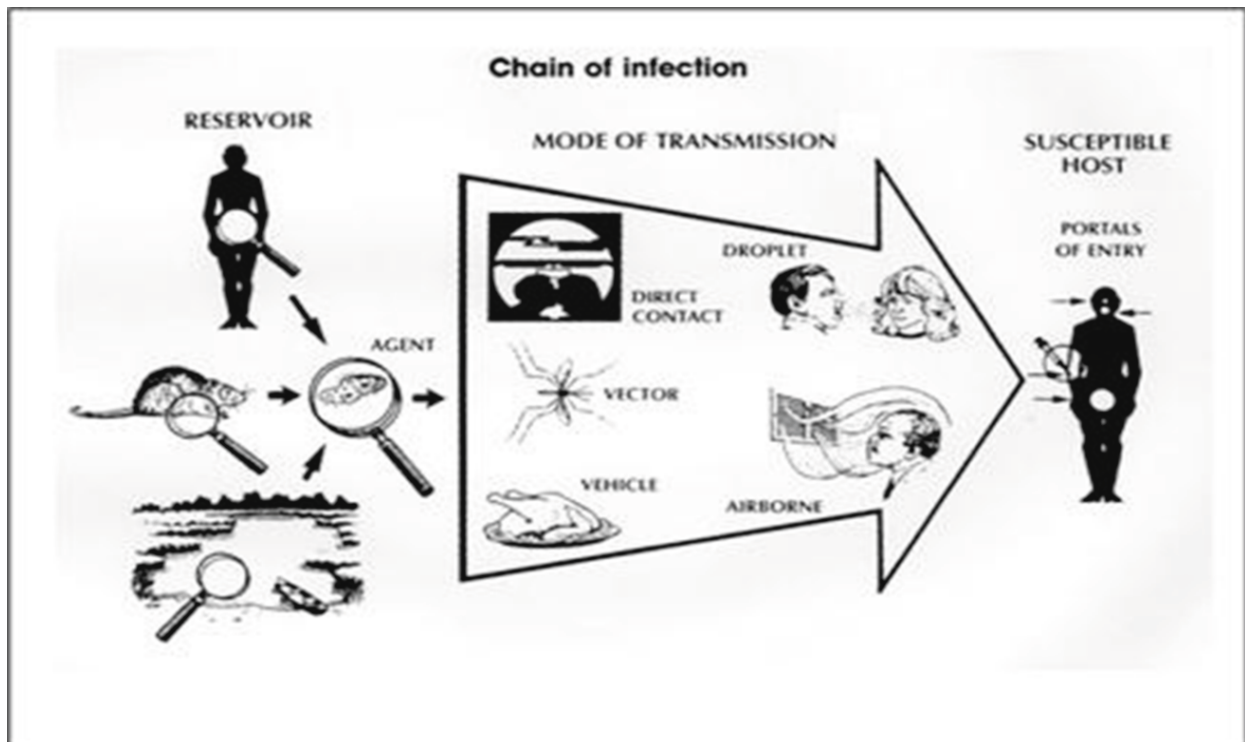 Chain of infection
RESERVOIR
MODE OF TRANSMISSION
SUSCEPTIBLE
HOST
PORTALS
OF ENTRY
DROPLET
DIRECT
CONTACT
AGENT
VECTOR
VEHICLE
AIRBORNE